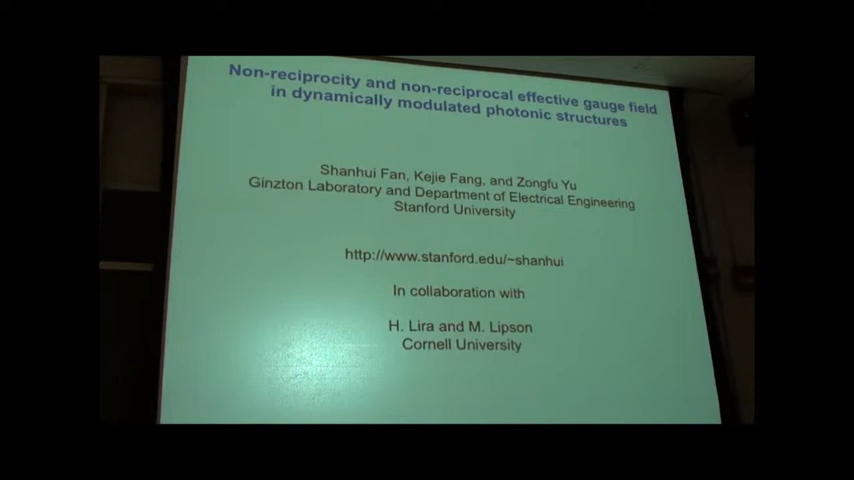 Non-reciprocity and non-reciprocal effective gauge field
in dynamically modulated photonic structures
Shanhui Fan, Kejie Fang, and Zongfu Yu
Ginzton Laboratory and Department of Electrical Engineering
Stanford University
http://www.stanford.edu/~shanhui
In collaboration with
H. Lira and M. Lipson
Cornell University